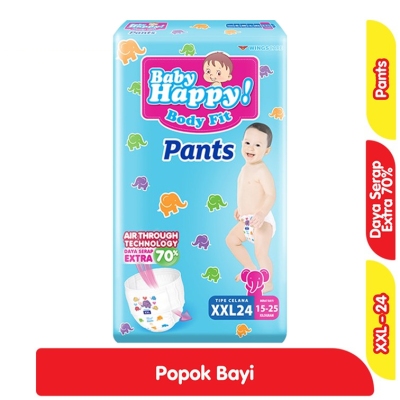 WINGS
Baby
Happy!
Body Fit
Pants
AIR THROUGH
TECHNOLOGY
DAYA SERAP
EXTRA 70%
TIPE CELANA
XXL24
15-25
Pants
Daya Serap
Extra 70%
XXL - 24
Popok Bayi